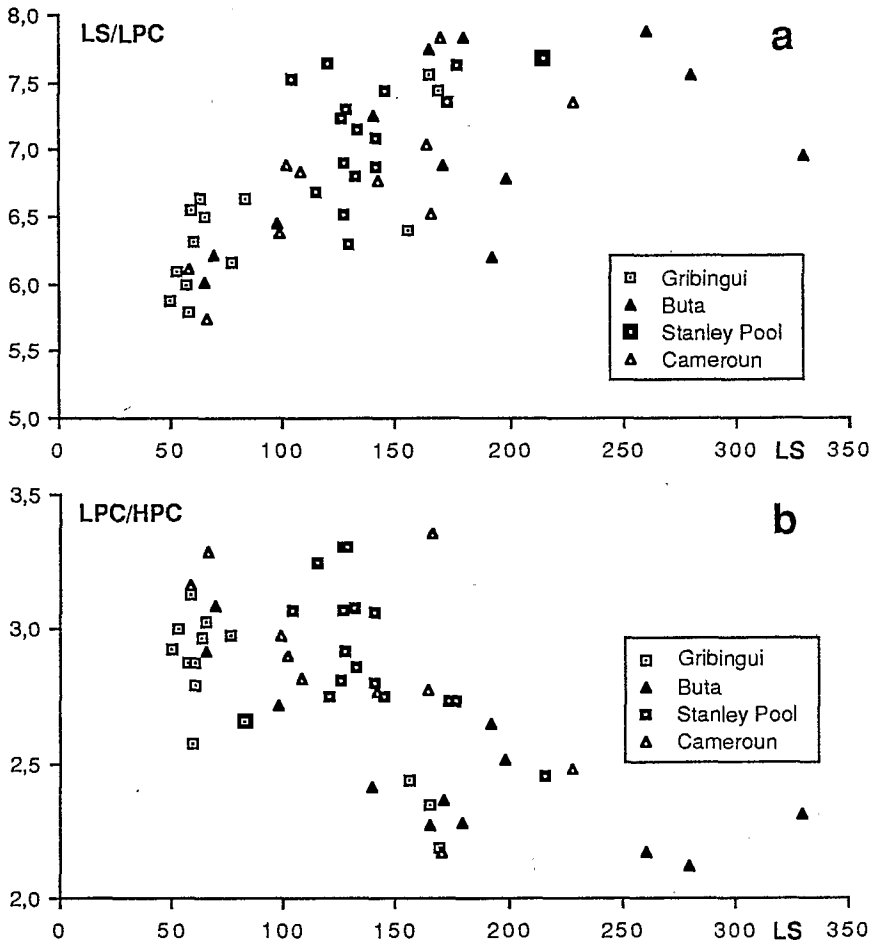 8,0
LS/LPC
a
7,5
7,0
6,5
6,0
5,5
5,0
Gribingui
Buta
Stanley Pool
Cameroun
0 50 100 150 200 250 300 LS 350
3,5
LPC/HPC
b
3,0
2,5
2,0
Gribingui
Buta
Stanley Pool
Cameroun
0 50 100 150 200 250 300 LS 350